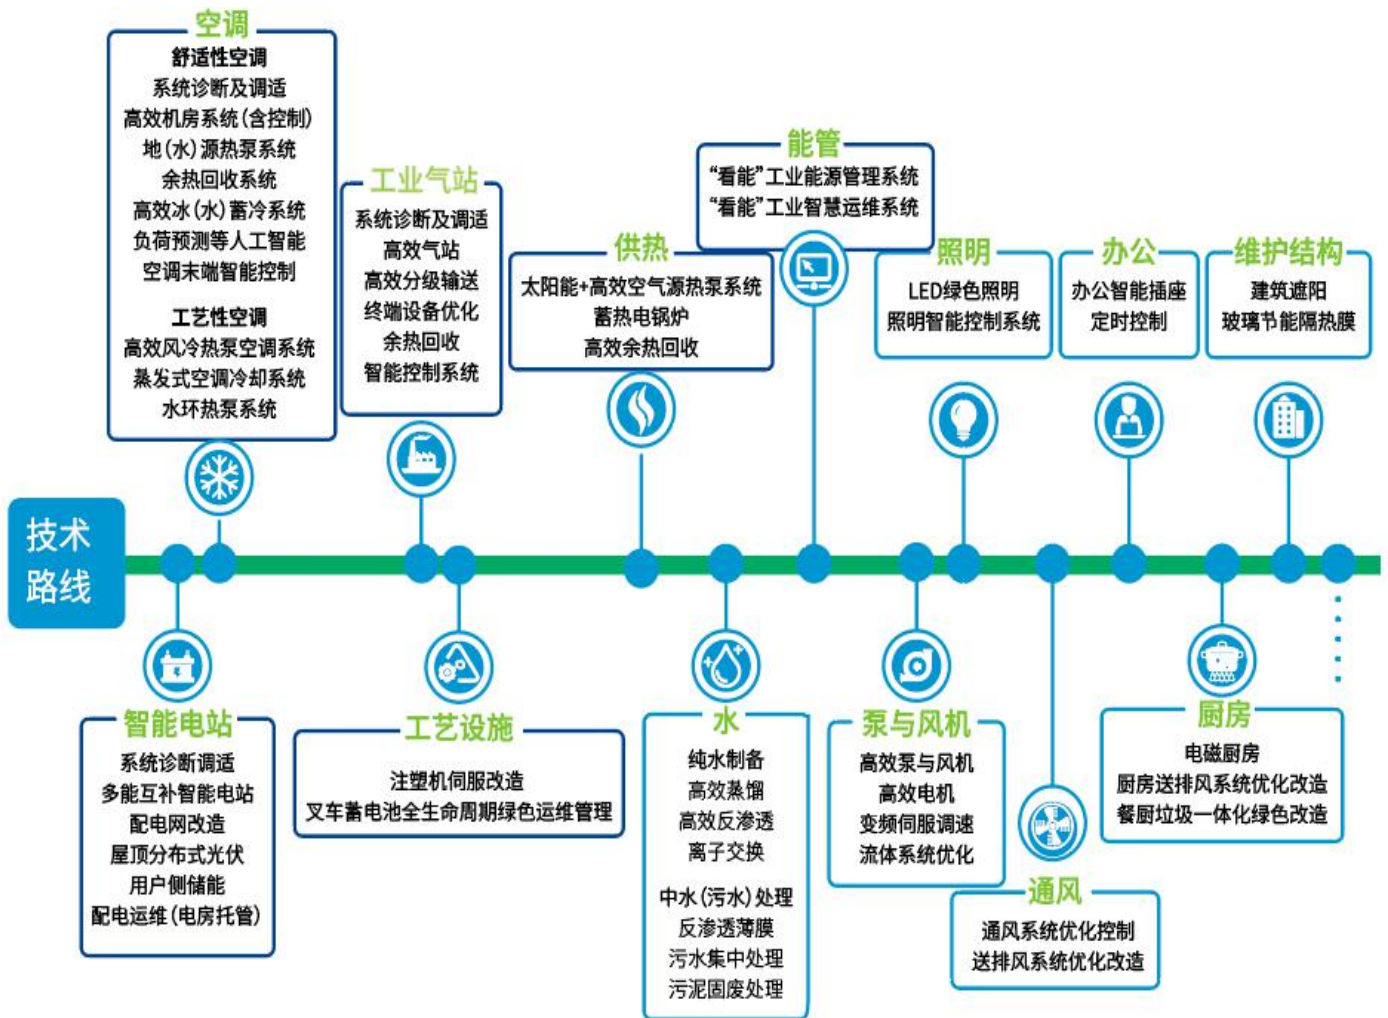 技术
路线
空调
舒适性空调
系统诊断及调适
高效机房系统(含控制)
地(水)源热泵系统
余热回收系统
高效冰(水)蓄冷系统
负荷预测等人工智能
空调末端智能控制
工艺性空调
高效风冷热泵空调系统
蒸发式空调冷却系统
水环热泵系统
工业气站
系统诊断及调适
高效气站
高效分级输送
终端设备优化
余热回收
智能控制系统
供热
太阳能+高效空气源热泵系统
蓄热电锅炉
高效余热回收
能管
“看能”工业能源管理系统
“看能”工业智慧运维系统
照明
LED绿色照明
照明智能控制系统
办公
办公智能插座
定时控制
维护结构
建筑遮阳
玻璃节能隔热膜
智能电站
系统诊断调适
多能互补智能电站
配电网改造
屋顶分布式光伏
用户侧储能
配电运维(电房托管)
工艺设施
注塑机伺服改造
叉车蓄电池全生命周期绿色运维管理
水
纯水制备
高效蒸馏
高效反渗透
离子交换
中水(污水)处理
反渗透薄膜
污水集中处理
污泥固废处理
泵与风机
高效泵与风机
高效电机
变频伺服调速
流体系统优化
通风
通风系统优化控制
送排风系统优化改造
厨房
电磁厨房
厨房送排风系统优化改造
餐厨垃圾一体化绿色改造